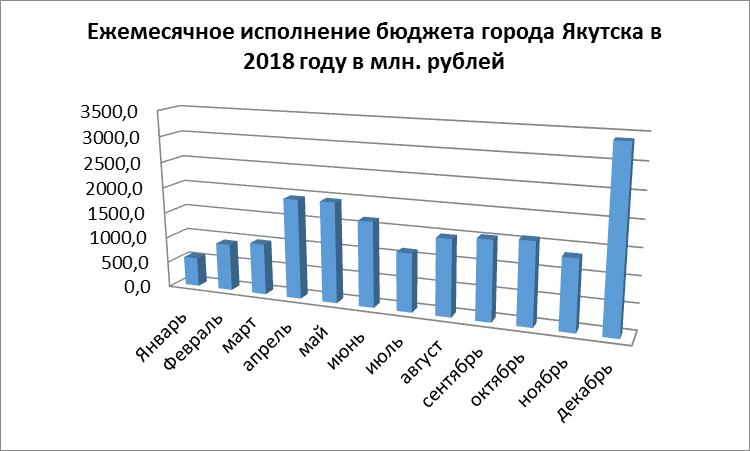 Ежемесячное исполнение бюджета города Якутска в
2018 году в млн. рублей
3500,0
3000,0
2500,0
2000,0
1500,0
1000,0
500,0
0,0
Январь
Февраль
март
апрель
май
июнь
июль
август
сентябрь
октябрь
ноябрь
декабрь